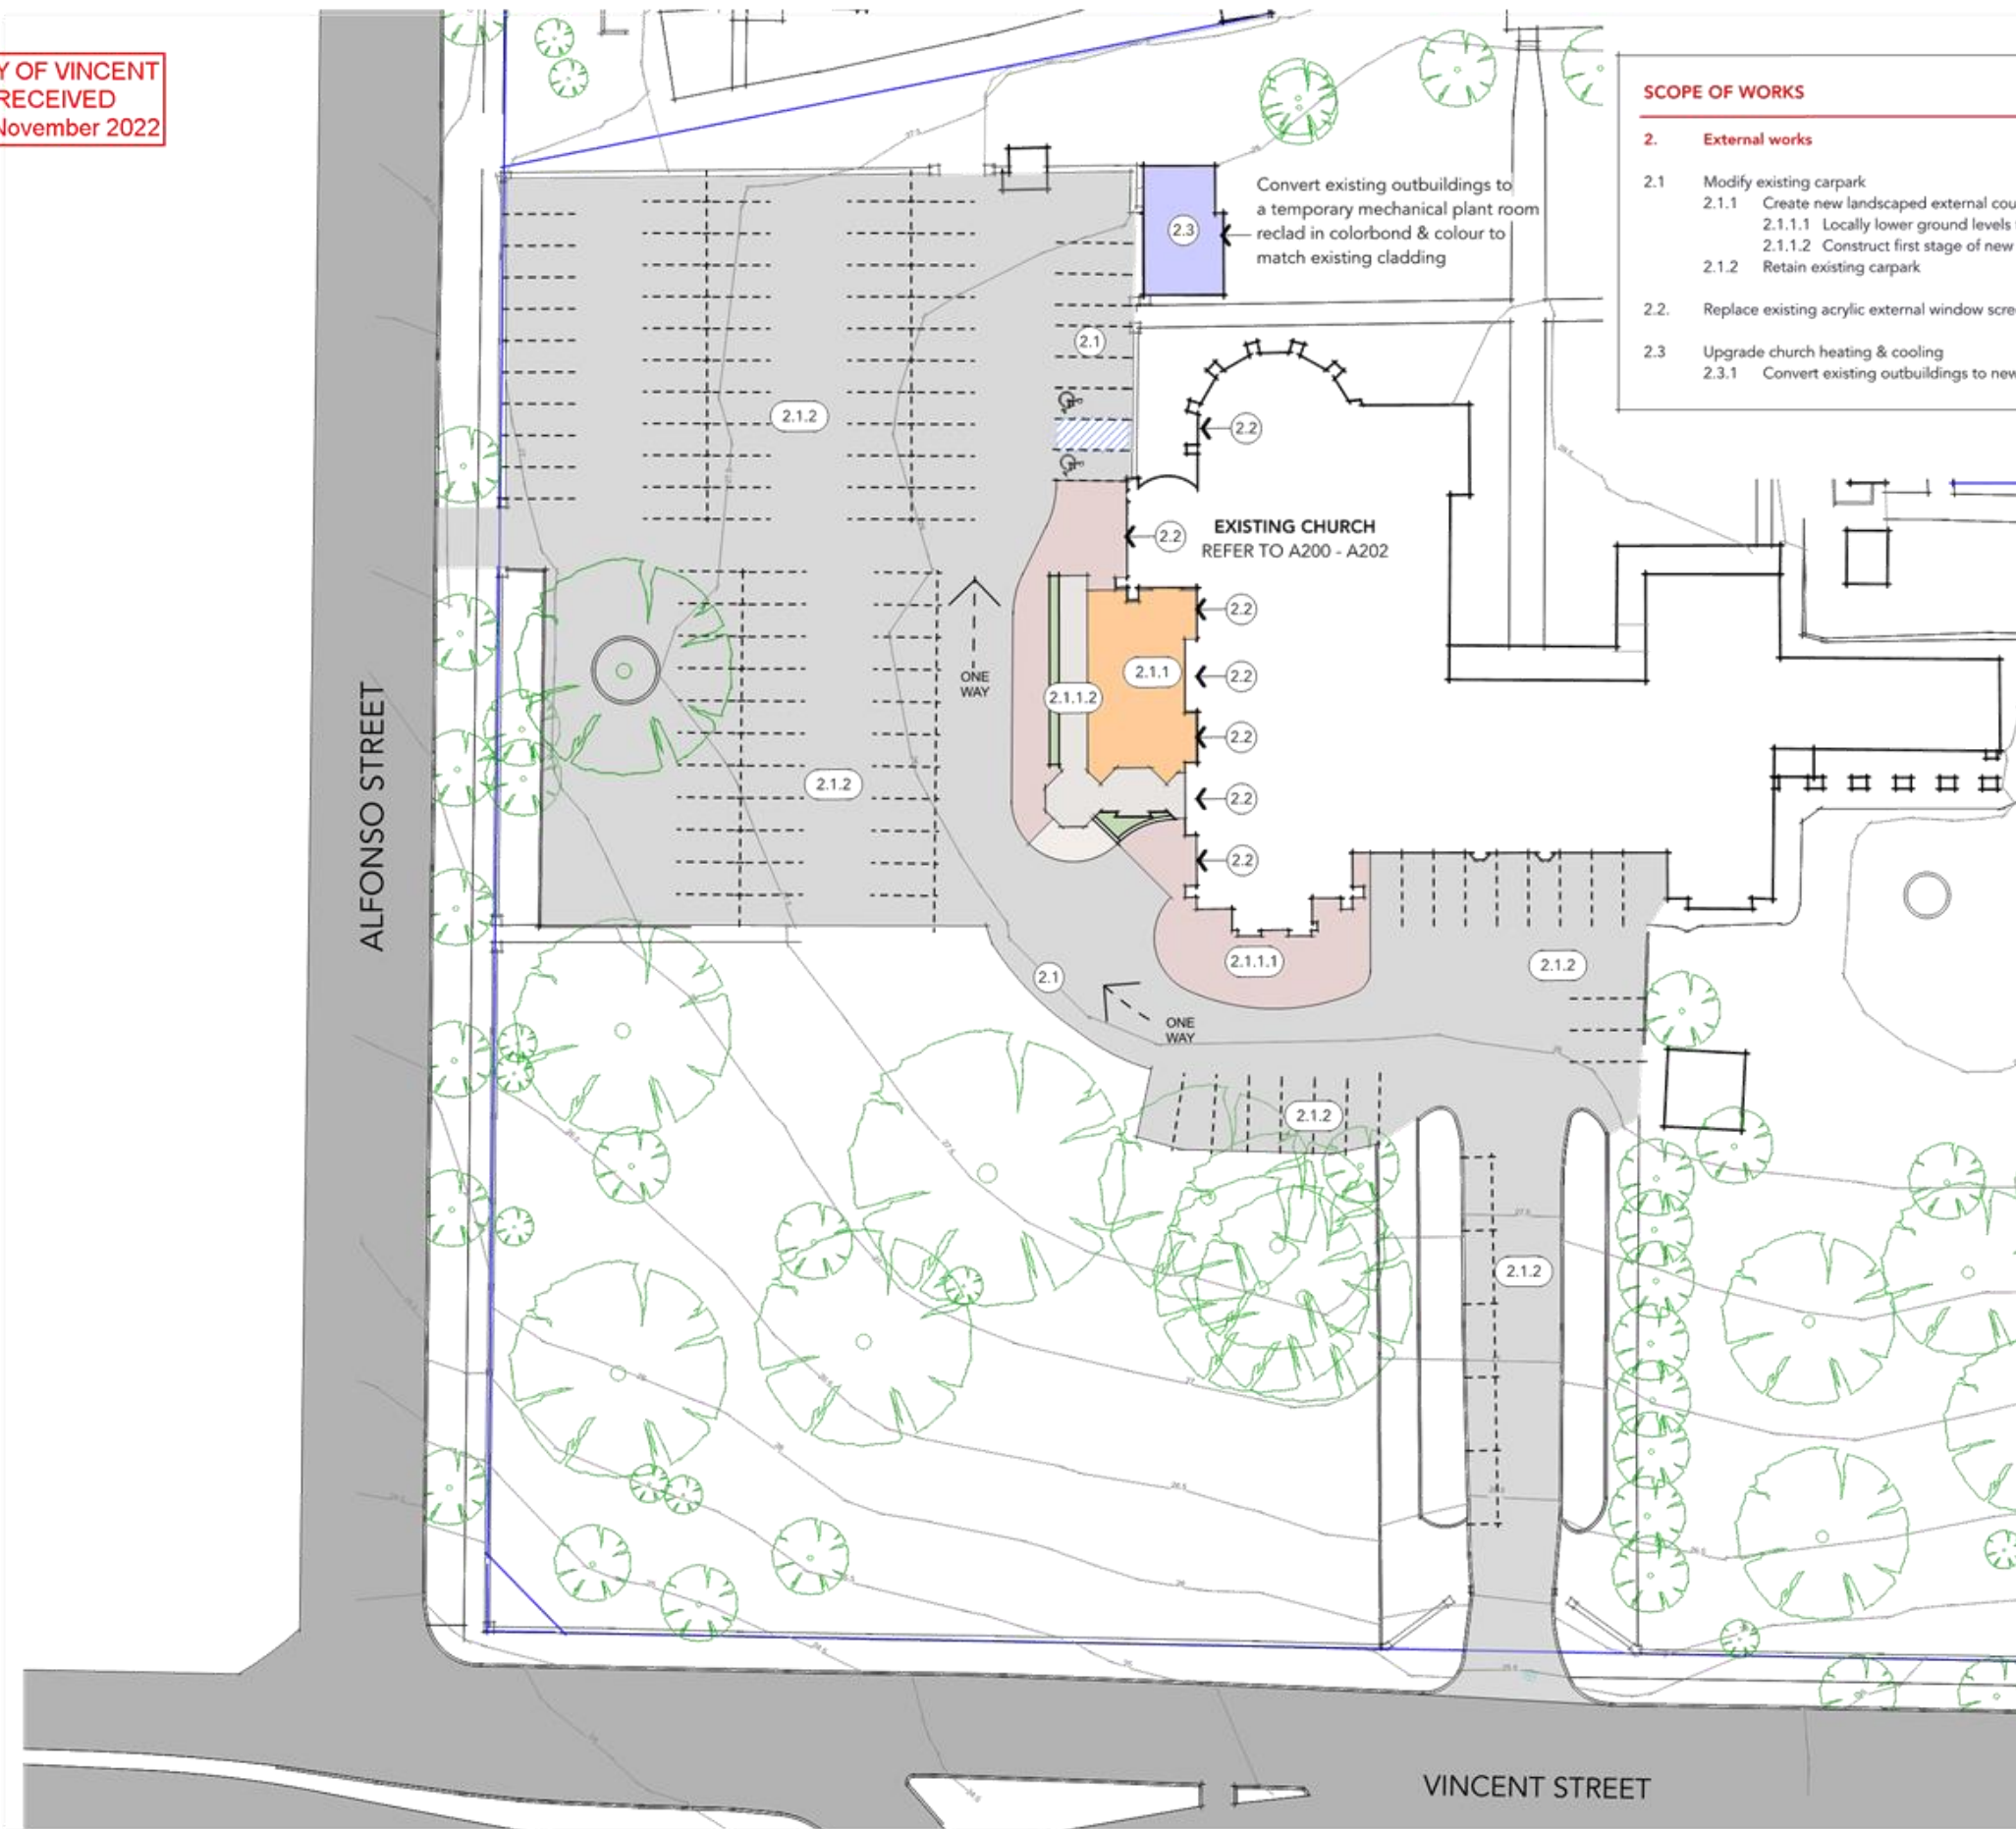 Y OF VINCENT
RECEIVED
November 2022
SCOPE OF WORKS
2. External works
2.1 Modify existing carpark
2.1.1 Create new landscaped external cou
2.1.1.1 Locally lower ground levels
2.1.1.2 Construct first stage of new
2.1.2 Retain existing carpark
2.2. Replace existing acrylic external window scre
2.3 Upgrade church heating & cooling
2.3.1 Convert existing outbuildings to new
Convert existing outbuildings to
a temporary mechanical plant room
reclad in colorbond & colour to
match existing cladding
2.3
2.1
2.1.2
2.2
2.2
EXISTING CHURCH
REFER TO A200 - A202
2.2
2.1.1
2.2
ONE
WAY
2.1.1.2
2.2
2.1.2
2.2
2.2
ALFONSO STREET
2.1.1.1
2.1.2
2.1
ONE
WAY
2.1.2
2.1.2
VINCENT STREET